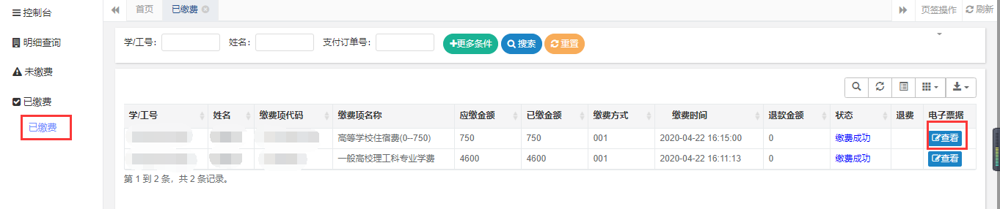 控制台
明细查询
未缴费
已缴费
已缴费
首页 已缴费 页签操作 刷新
学/工号: 姓名: 支付订单号: 更多条件 搜索 重置
学/工号 姓名 缴费项代码 缴费项名称 应缴金额 已缴金额 缴费方式 缴费时间 退款金额 状态 退费 电子票据
高等学校住宿费(0--750) 750 750 001 2020-04-22 16:15:00 0 缴费成功 查看
一般高校理工科专业学费 4600 4600 001 2020-04-22 16:11:13 0 缴费成功 查看
第 1 到 2 条，共 2 条记录。